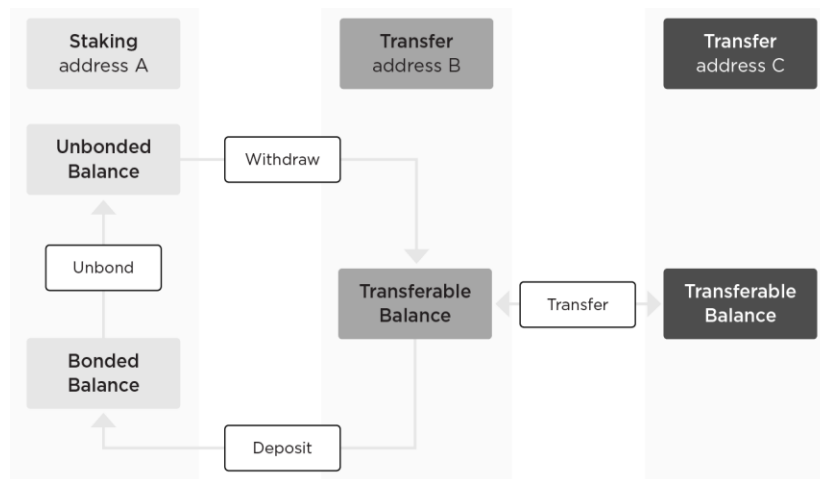 Staking
address A
Transfer
address B
Transfer
address C
Unbonded
Balance
Withdraw
Unbond
Transferable
Balance
Transfer
Transferable
Balance
Bonded
Balance
Deposit